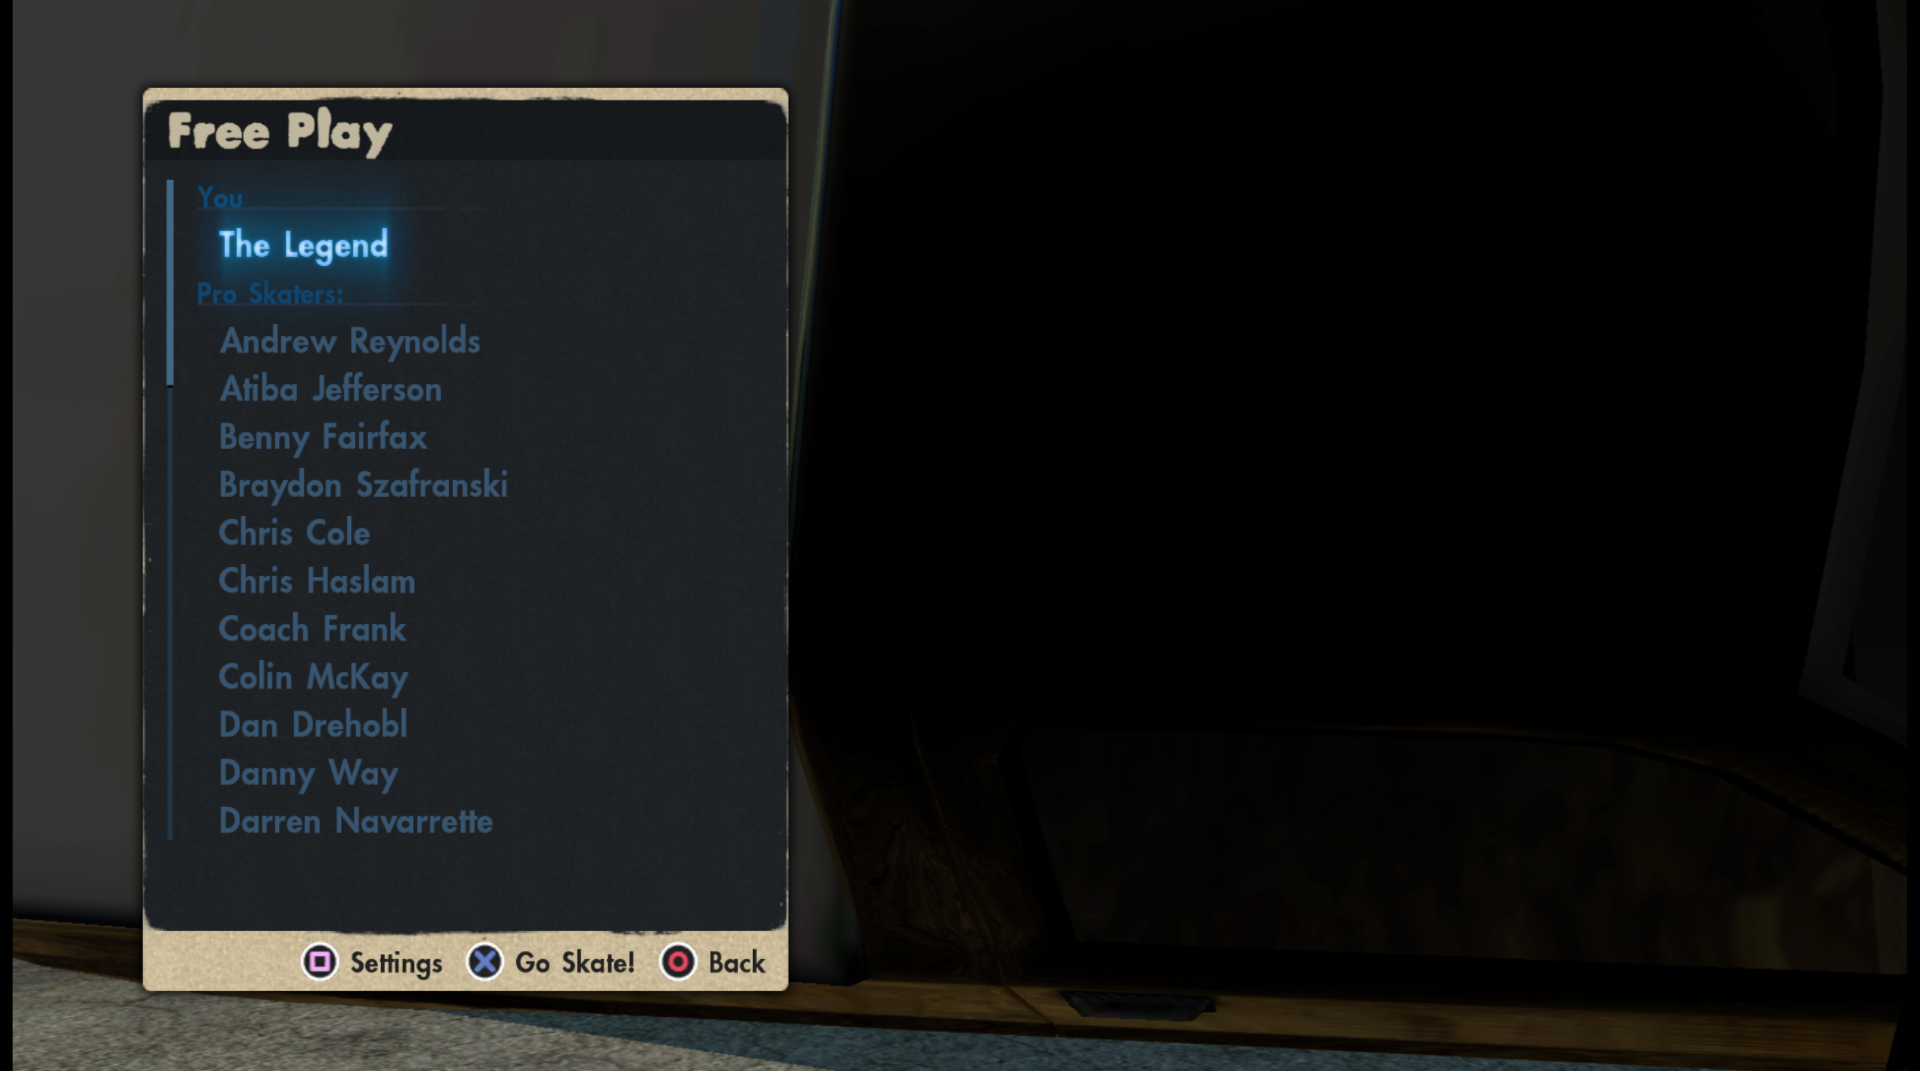 Free Play
You
The Legend
Pro Skaters:
Andrew Reynolds
Atiba Jefferson
Benny Fairfax
Braydon Szafranski
Chris Cole
Chris Haslam
Coach Frank
Colin McKay
Dan Drehobl
Danny Way
Darren Navarrette
Settings Go Skate! Back